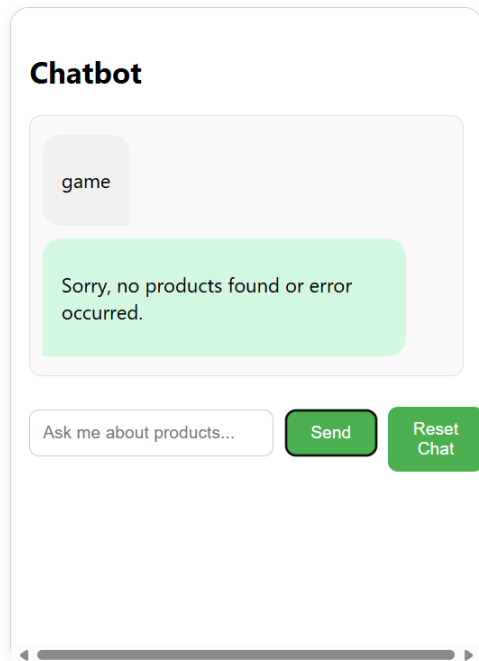 Chatbot
game
Sorry, no products found or error
occurred.
Ask me about products...
Send
Reset
Chat